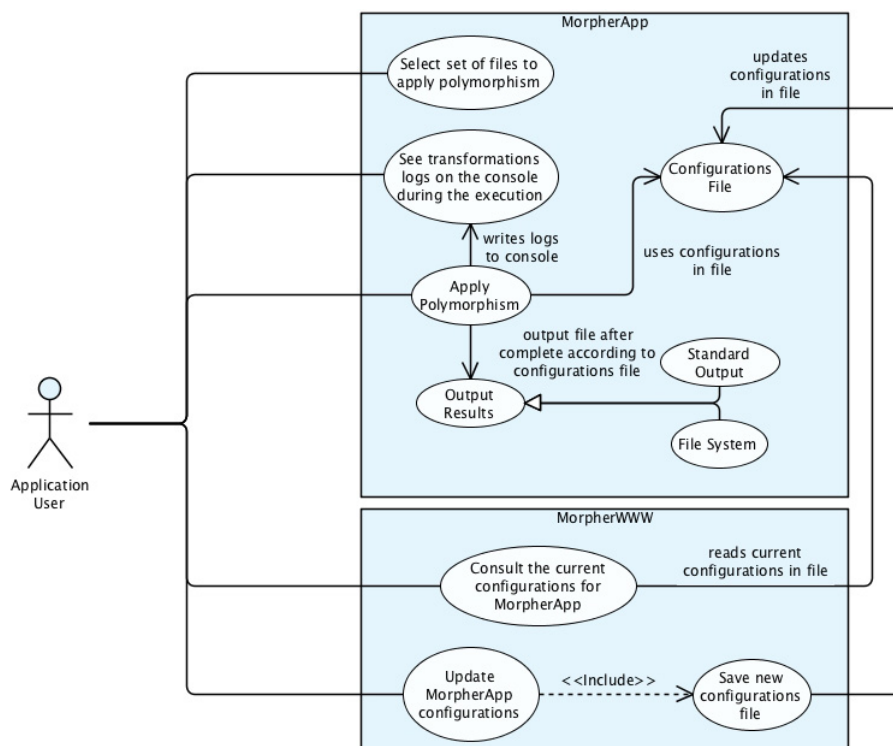 MorpherApp
Select set of files to
apply polymorphism
updates
configurations
in file
See transformations
logs on the console
during the execution
Configurations
File
writes logs
to console
uses configurations
in file
Apply
Polymorphism
output file after
complete according to
configurations file
Standard
Output
Output
Results
File System
Application
User
MorpherWWW
Consult the current
configurations for
MorpherApp
reads current
configurations in file
Update
MorpherApp
configurations
<<Include>>
Save new
configurations
file